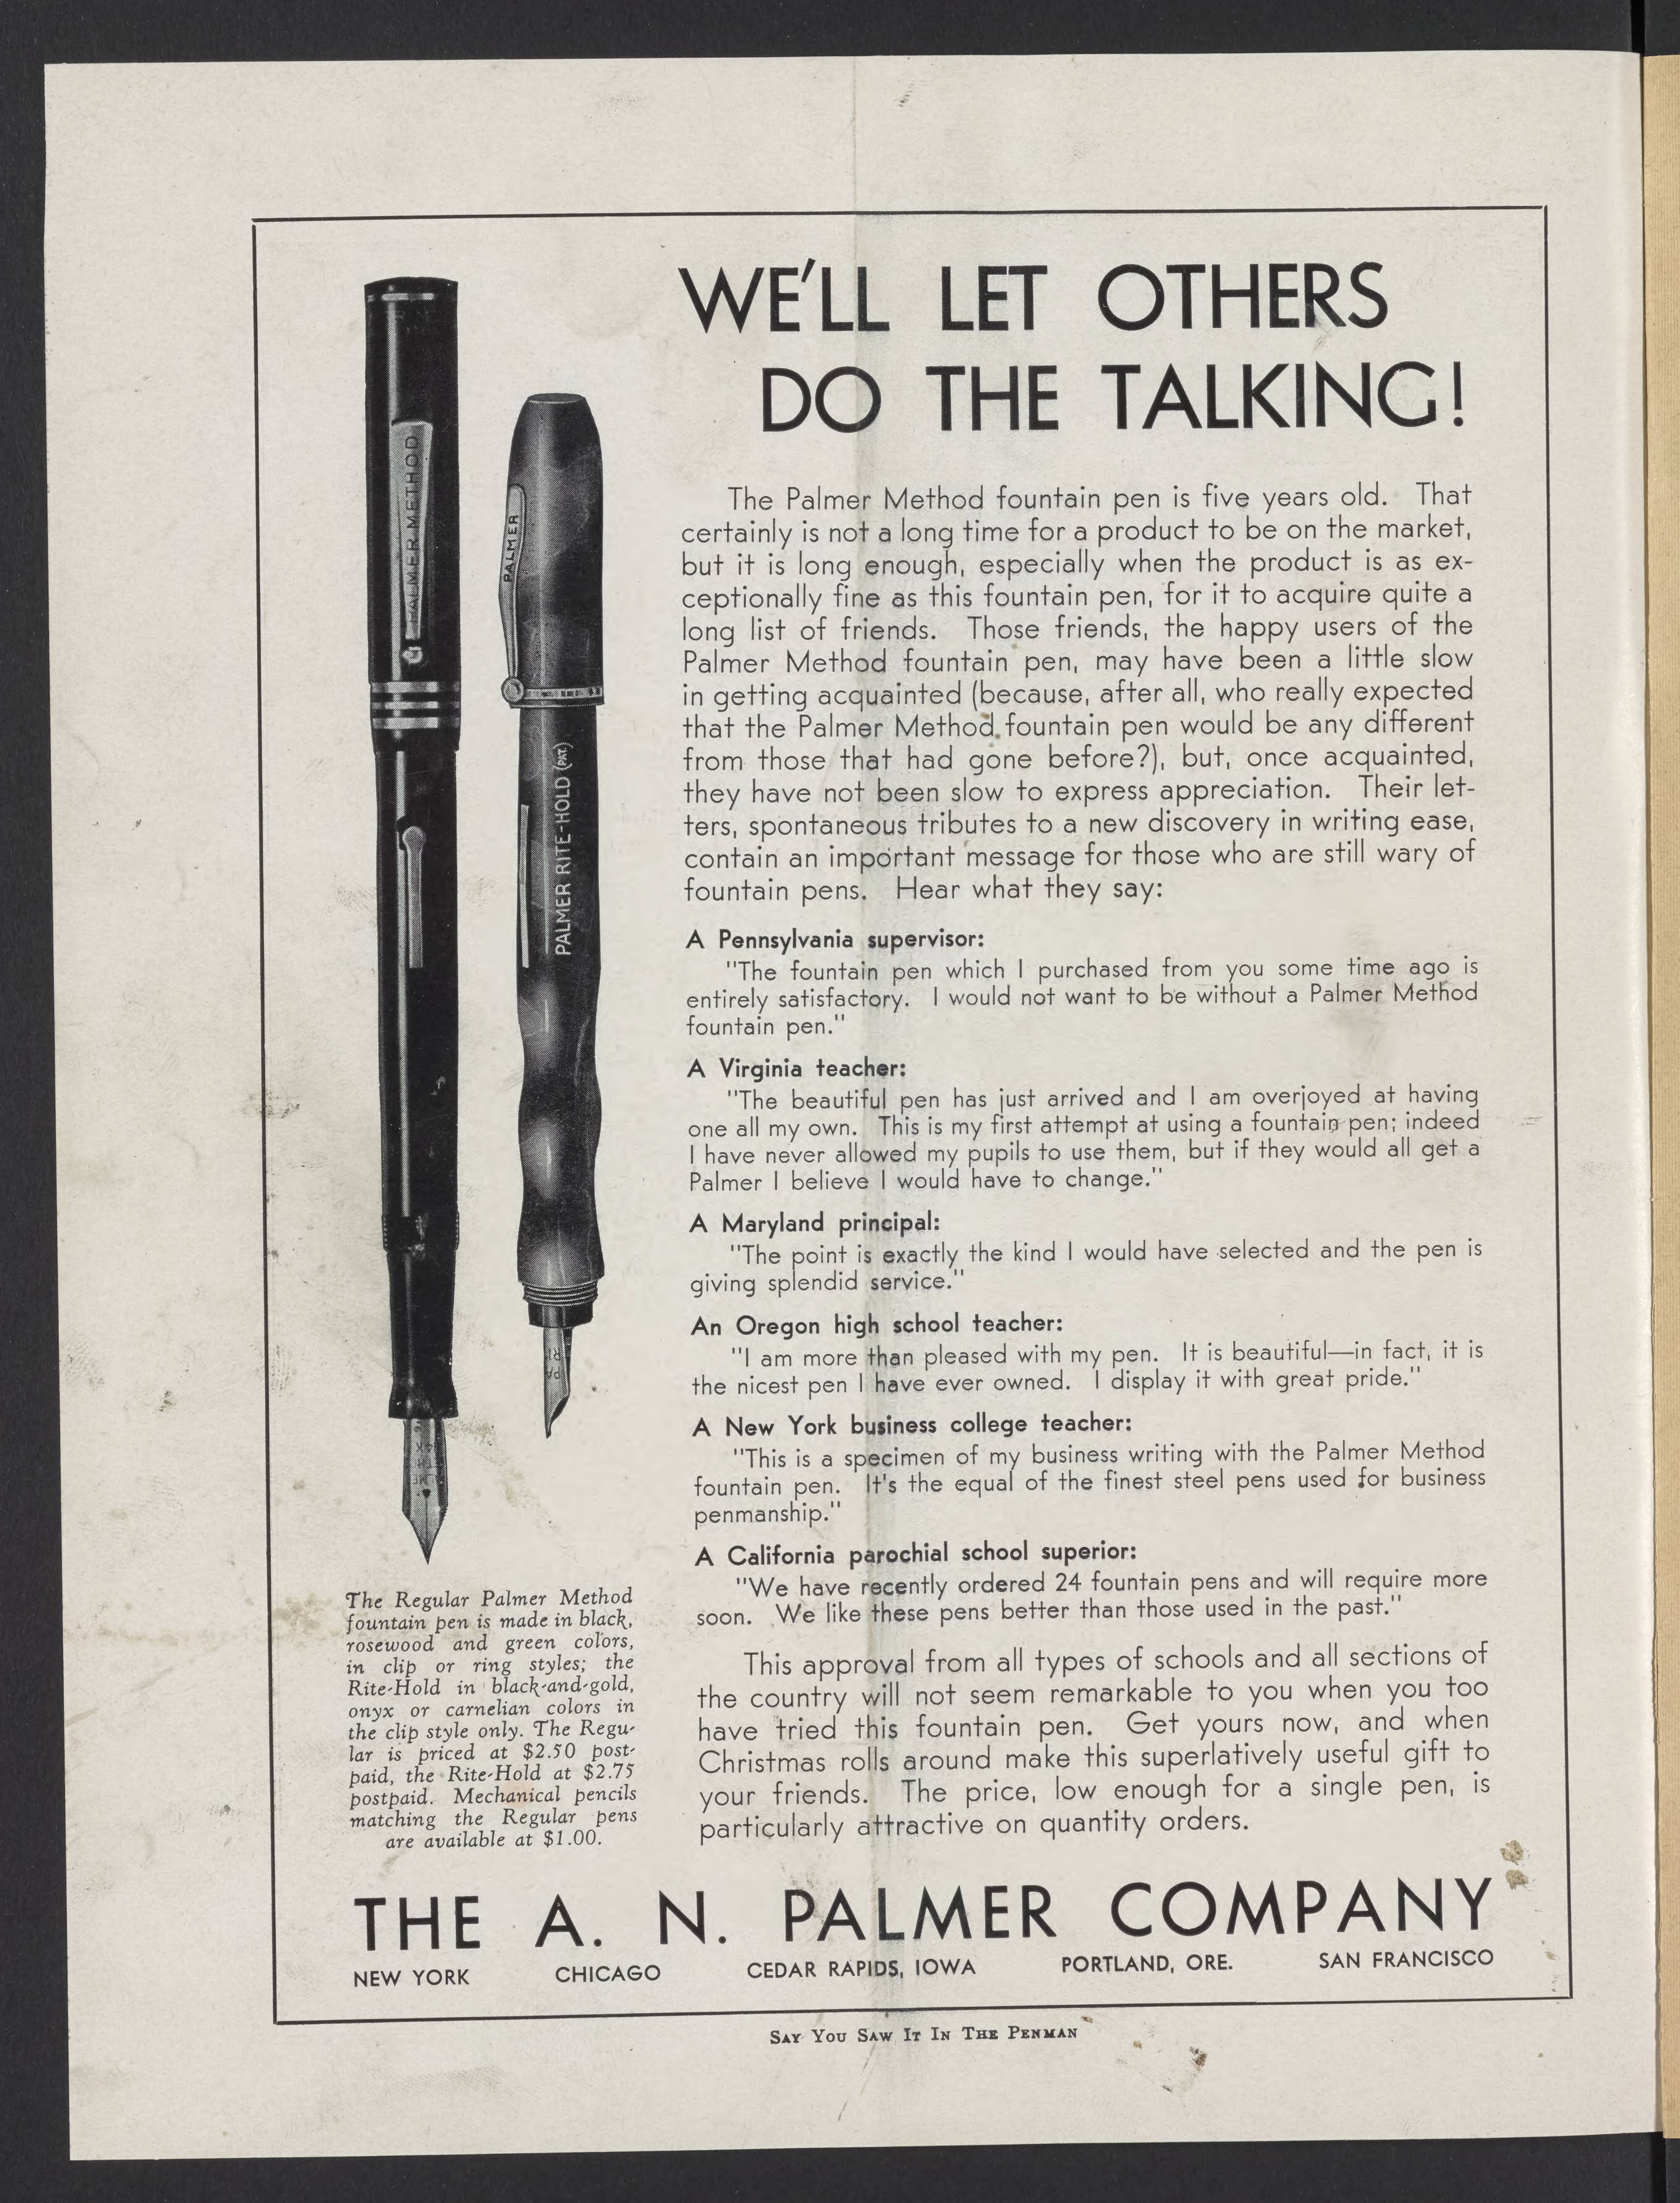 WE'LL LET OTHERS
DO THE TALKING!
PALMER METHOD
PALMER
PALMER RITE-HOLD (PAT.)
The Palmer Method fountain pen is five years old. That
certainly is not a long time for a product to be on the market,
but it is long enough, especially when the product is as ex-
ceptionally fine as this fountain pen, for it to acquire quite a
long list of friends. Those friends, the happy users of the
Palmer Method fountain pen, may have been a little slow
in getting acquainted (because, after all, who really expected
that the Palmer Method fountain pen would be any different
from those that had gone before?), but, once acquainted,
they have not been slow to express appreciation. Their let-
ters, spontaneous tributes to a new discovery in writing ease,
contain an important message for those who are still wary of
fountain pens. Hear what they say:
A Pennsylvania supervisor:
"The fountain pen which I purchased from you some time ago is
entirely satisfactory. I would not want to be without a Palmer Method
fountain pen."
A Virginia teacher:
"The beautiful pen has just arrived and I am overjoyed at having
one all my own. This is my first attempt at using a fountain pen; indeed
I have never allowed my pupils to use them, but if they would all get a
Palmer I believe I would have to change."
A Maryland principal:
"The point is exactly the kind I would have selected and the pen is
giving splendid service."
An Oregon high school teacher:
"I am more than pleased with my pen. It is beautiful—in fact, it is
the nicest pen I have ever owned. I display it with great pride."
A New York business college teacher:
"This is a specimen of my business writing with the Palmer Method
fountain pen. It's the equal of the finest steel pens used for business
penmanship."
A California parochial school superior:
"We have recently ordered 24 fountain pens and will require more
soon. We like these pens better than those used in the past."
This approval from all types of schools and all sections of
the country will not seem remarkable to you when you too
have tried this fountain pen. Get yours now, and when
Christmas rolls around make this superlatively useful gift to
your friends. The price, low enough for a single pen, is
particularly attractive on quantity orders.
The Regular Palmer Method
fountain pen is made in black,
rosewood and green colors,
in clip or ring styles; the
Rite-Hold in black-and-gold,
onyx or carnelian colors in
the clip style only. The Regu-
lar is priced at $2.50 post-
paid, the Rite-Hold at $2.75
postpaid. Mechanical pencils
matching the Regular pens
are available at $1.00.
THE A. N. PALMER COMPANY
NEW YORK CHICAGO CEDAR RAPIDS, IOWA PORTLAND, ORE. SAN FRANCISCO
SAY YOU SAW IT IN THE PENMAN